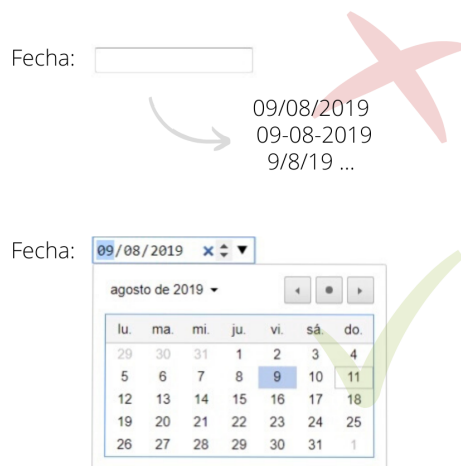 Fecha:
09/08/2019
09-08-2019
9/8/19 ...
Fecha: 09/08/2019
agosto de 2019
lu. ma. mi. ju. vi. sá. do.
29 30 31 1 2 3 4
5 6 7 8 9 10 11
12 13 14 15 16 17 18
19 20 21 22 23 24 25
26 27 28 29 30 31 1